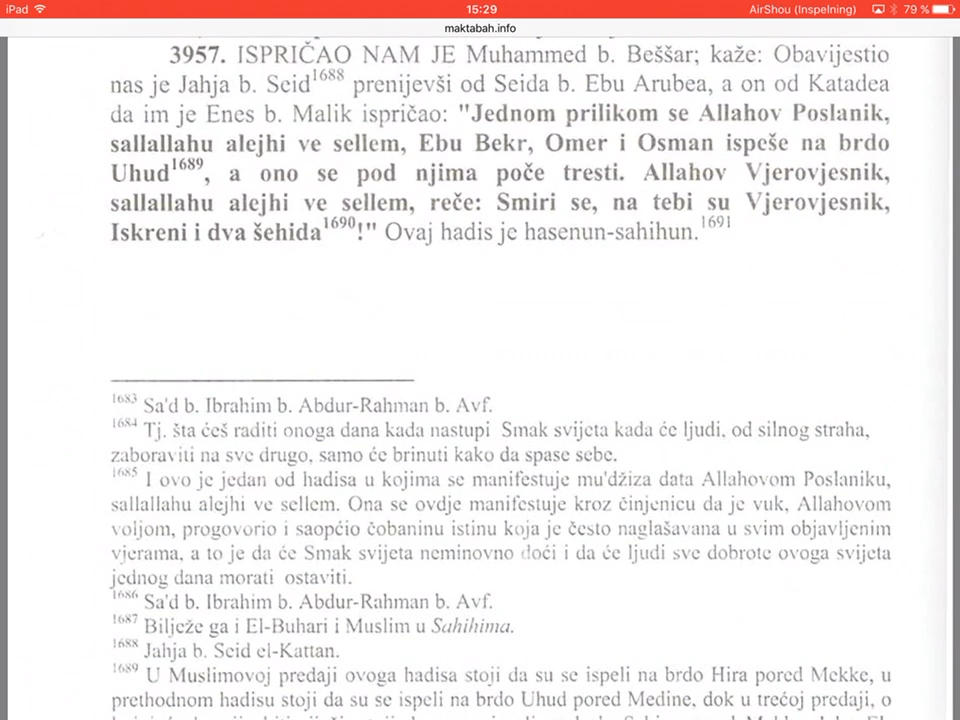 iPad 15:29 AirShou (Inspelning) 79 %
maktabah.info
3957. ISPRIČAO NAM JE Muhammed b. Beššar; kaže: Obavijestio
nas je Jahja b. Seid1688 prenijevši od Seida b. Ebu Arubea, a on od Katadea
da im je Enes b. Malik ispričao: "Jednom prilikom se Allahov Poslanik,
sallallahu alejhi ve sellem, Ebu Bekr, Omer i Osman ispeše na brdo
Uhud1689, a ono se pod njima poče tresti. Allahov Vjerovjesnik,
sallallahu alejhi ve sellem, reče: Smiri se, na tebi su Vjerovjesnik,
Iskreni i dva šehida1690!" Ovaj hadis je hasenun-sahihun.1691
1683 Sa'd b. Ibrahim b. Abdur-Rahman b. Avf.
1684 Tj. šta ćeš raditi onoga dana kada nastupi Smak svijeta kada će ljudi, od silnog straha,
zaboraviti na sve drugo, samo će brinuti kako da spase sebe.
1685 I ovo je jedan od hadisa u kojima se manifestuje mu'džiza data Allahovom Poslaniku,
sallallahu alejhi ve sellem. Ona se ovdje manifestuje kroz činjenicu da je vuk, Allahovom
voljom, progovorio i saopćio čobaninu istinu koja je često naglašavana u svim objavljenim
vjerama, a to je da će Smak svijeta neminovno doći i da će ljudi sve dobrote ovoga svijeta
jednog dana morati ostaviti.
1686 Sa'd b. Ibrahim b. Abdur-Rahman b. Avf.
1687 Bilježe ga i El-Buhari i Muslim u Sahihima.
1688 Jahja b. Seid el-Kattan.
1689 U Muslimovoj predaji ovoga hadisa stoji da su se ispeli na brdo Hira pored Mekke, u
prethodnom hadisu stoji da su se ispeli na brdo Uhud pored Medine, dok u trećoj predaji, o